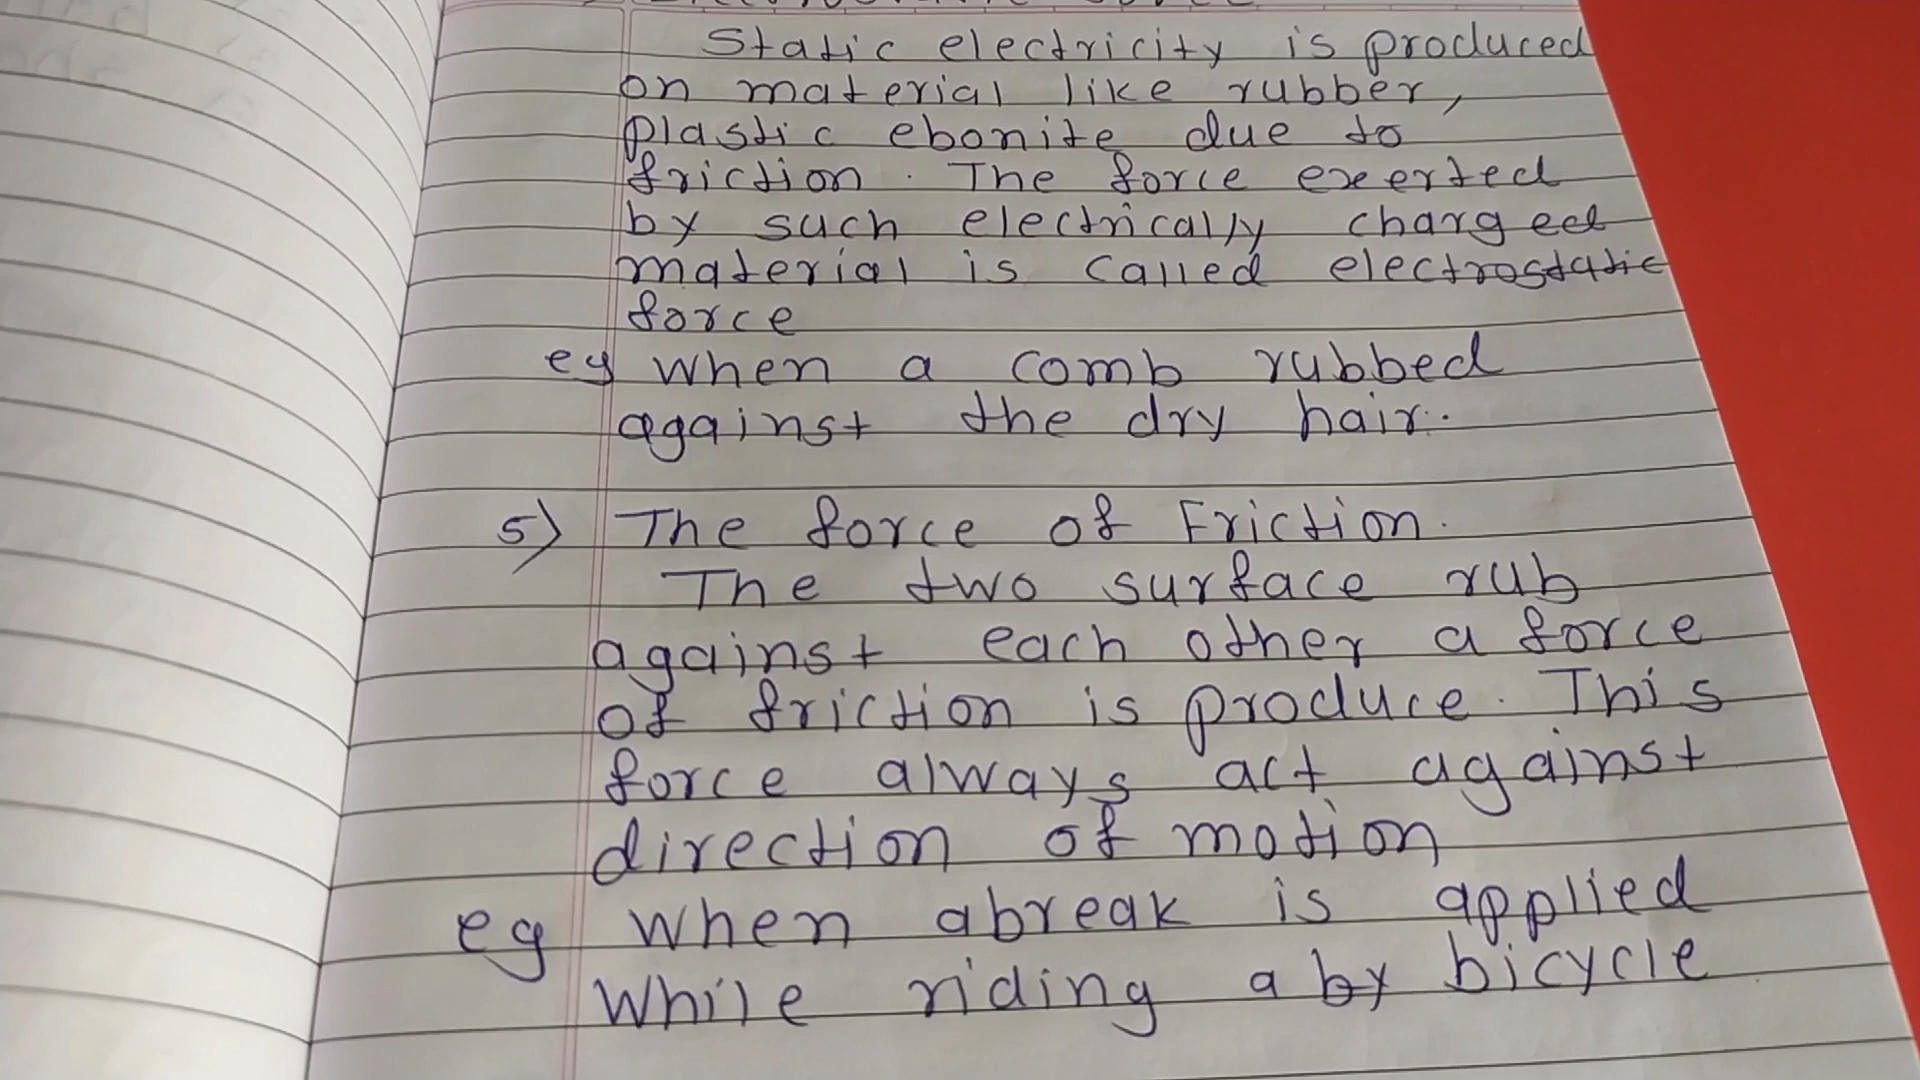 Static electricity is produced
on material like rubber,
plastic ebonite due to
friction. The force exerted
by such electrically charged
material is called electrostatic
force
eg when a comb rubbed
against the dry hair.
5) The force of Friction.
The two surface rub
against each other a force
of friction is produce. This
force always act against
direction of motion
eg when abreak is applied
while riding a by bicycle